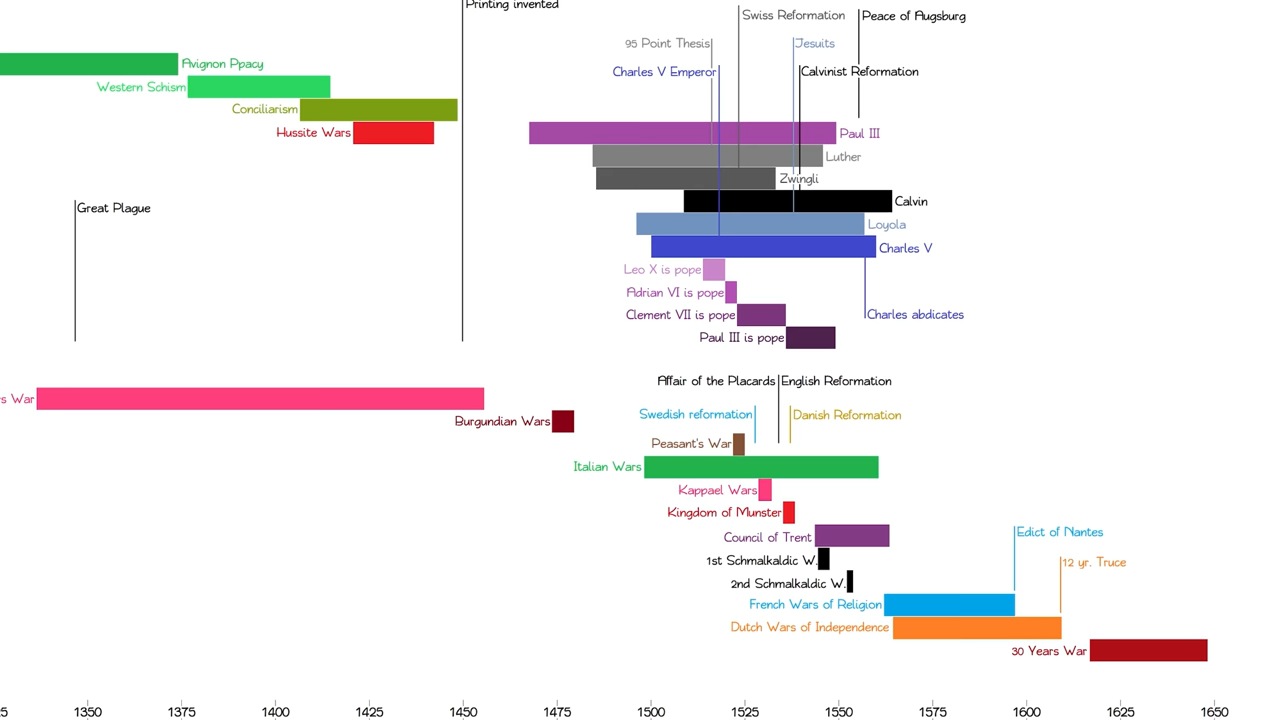 Printing invented
Swiss Reformation
Peace of Augsburg
95 Point Thesis
Jesuits
Avignon Ppacy
Charles V Emperor
Calvinist Reformation
Western Schism
Conciliarism
Hussite Wars
Paul III
Luther
Zwingli
Calvin
Great Plague
Loyola
Charles V
Leo X is pope
Adrian VI is pope
Clement VII is pope
Charles abdicates
Paul III is pope
Affair of the Placards
English Reformation
s War
Swedish reformation
Danish Reformation
Burgundian Wars
Peasant's War
Italian Wars
Kappael Wars
Kingdom of Munster
Council of Trent
Edict of Nantes
1st Schmalkaldic W.
12 yr. Truce
2nd Schmalkaldic W.
French Wars of Religion
Dutch Wars of Independence
30 Years War
25 1350 1375 1400 1425 1450 1475 1500 1525 1550 1575 1600 1625 1650